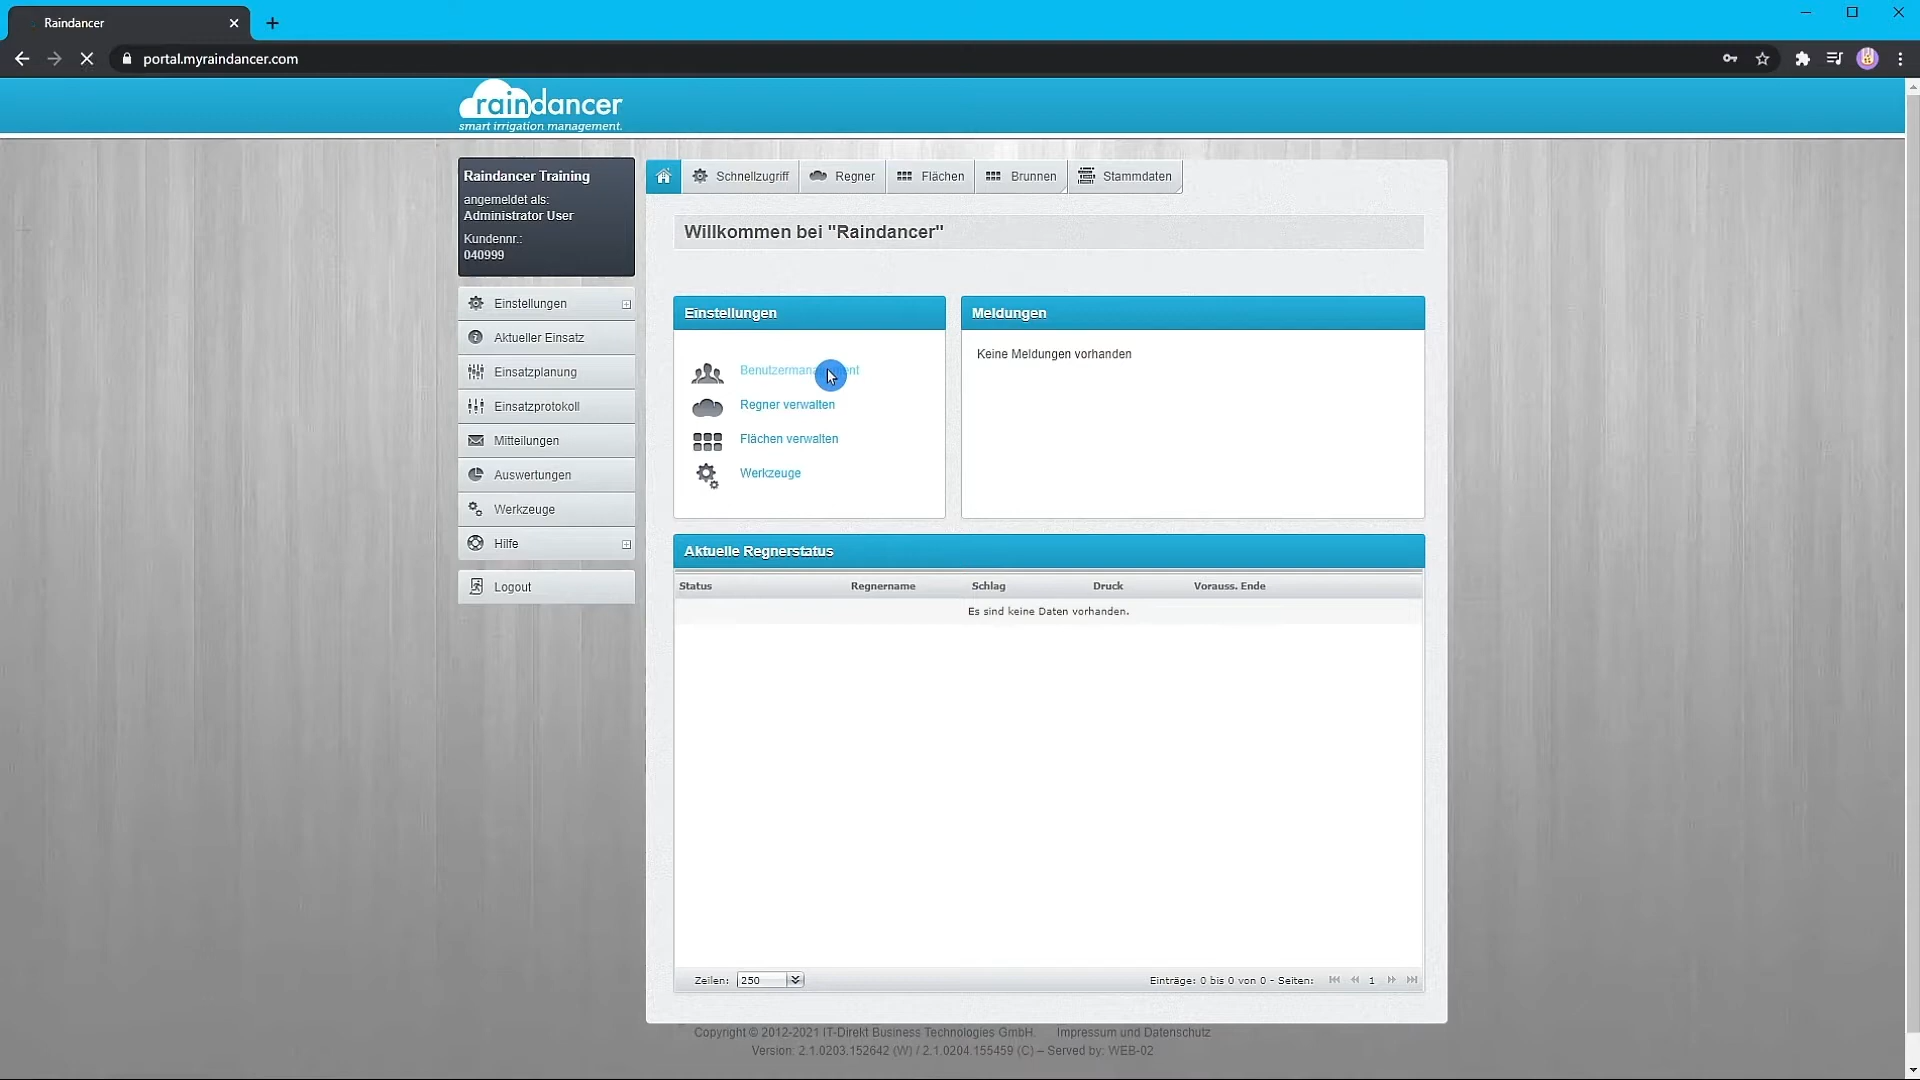 Raindancer
portal.myraindancer.com
raindancer
smart irrigation management.
Raindancer Training
angemeldet als:
Administrator User
Kundennr.:
040999
Einstellungen
Aktueller Einsatz
Einsatzplanung
Einsatzprotokoll
Mitteilungen
Auswertungen
Werkzeuge
Hilfe
Logout
Schnellzugriff Regner Flächen Brunnen Stammdaten
Willkommen bei "Raindancer"
Einstellungen
Benutzermanagement
Regner verwalten
Flächen verwalten
Werkzeuge
Meldungen
Keine Meldungen vorhanden
Aktuelle Regnerstatus
Status Regnername Schlag Druck Vorauss. Ende
Es sind keine Daten vorhanden.
Zeilen: 250 Einträge: 0 bis 0 von 0 - Seiten: 1
Copyright © 2012-2021 IT-Direkt Business Technologies GmbH. Impressum und Datenschutz
Version: 2.1.0203.152642 (W) / 2.1.0204.155459 (C) – Served by: WEB-02